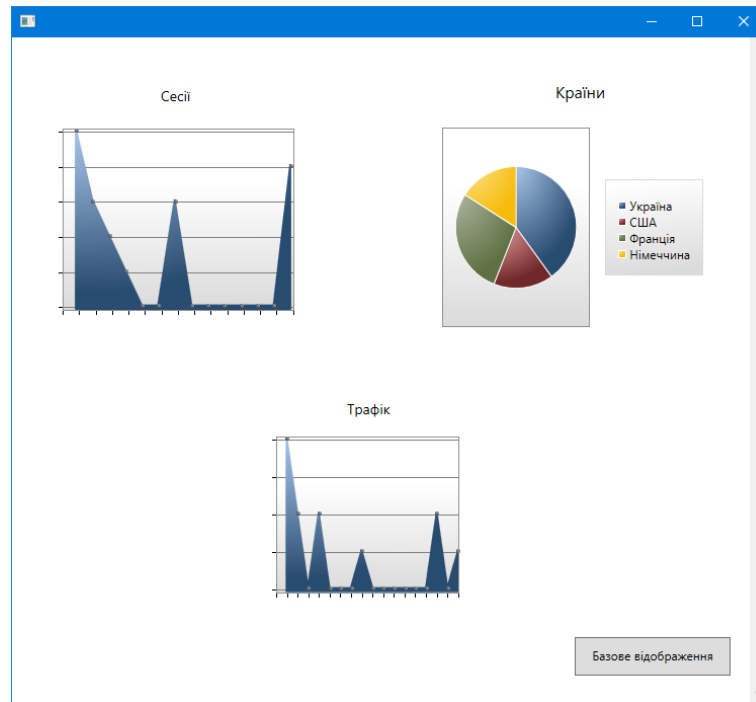 Сесії
Країни
Україна
США
Франція
Німеччина
Трафік
Базове відображення